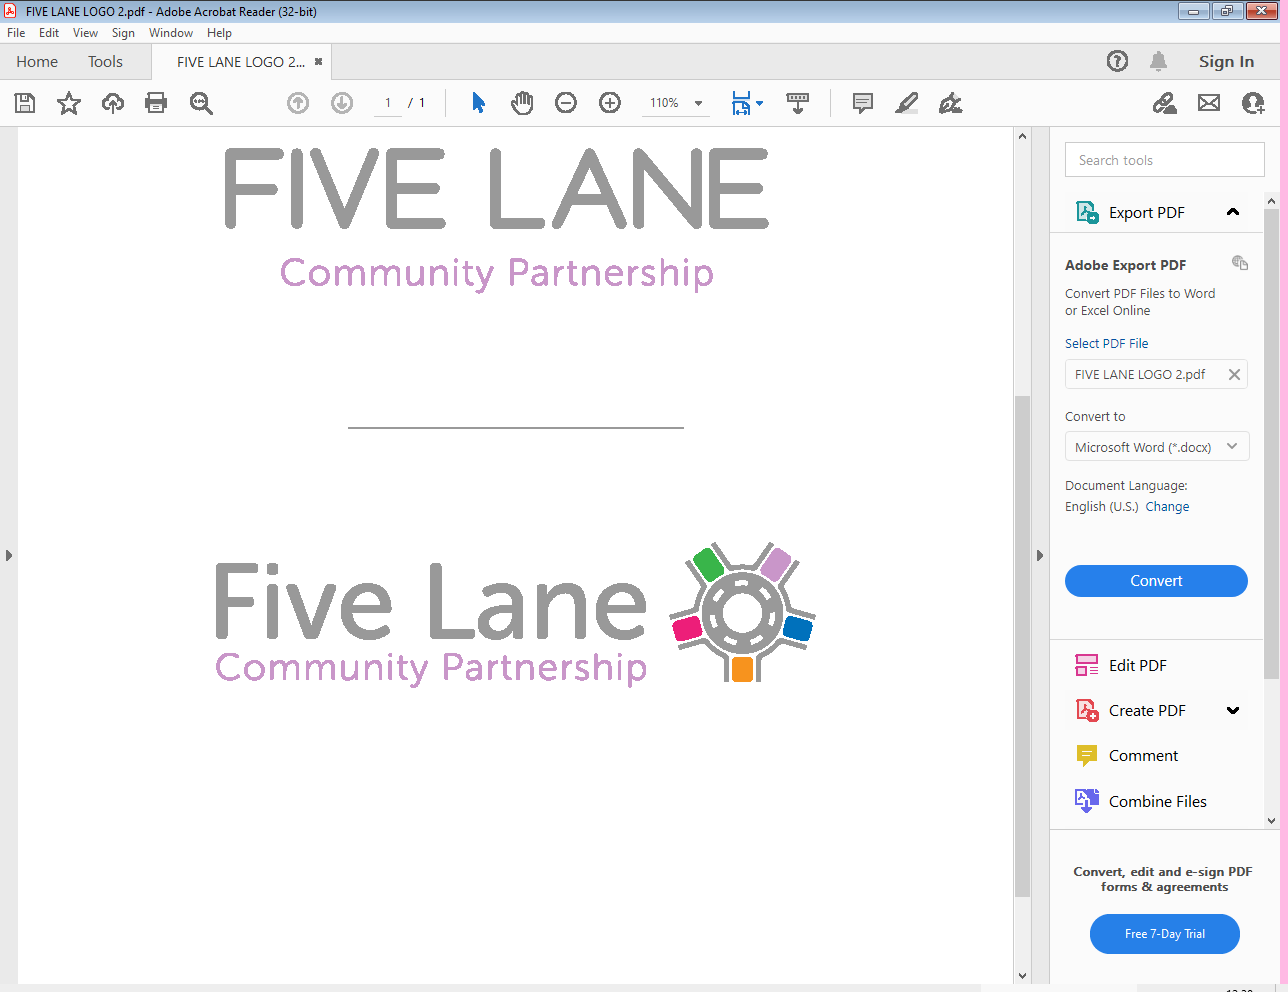 FIVE LANE LOGO 2.pdf - Adobe Acrobat Reader (32-bit)
File Edit View Sign Window Help
Home Tools FIVE LANE LOGO 2... Sign In
1 / 1 110%
FIVE LANE
Community Partnership
Five Lane
Community Partnership
Search tools
Export PDF
Adobe Export PDF
Convert PDF Files to Word
or Excel Online
Select PDF File
FIVE LANE LOGO 2.pdf
Convert to
Microsoft Word (*.docx)
Document Language:
English (U.S.) Change
Convert
Edit PDF
Create PDF
Comment
Combine Files
Convert, edit and e-sign PDF
forms & agreements
Free 7-Day Trial